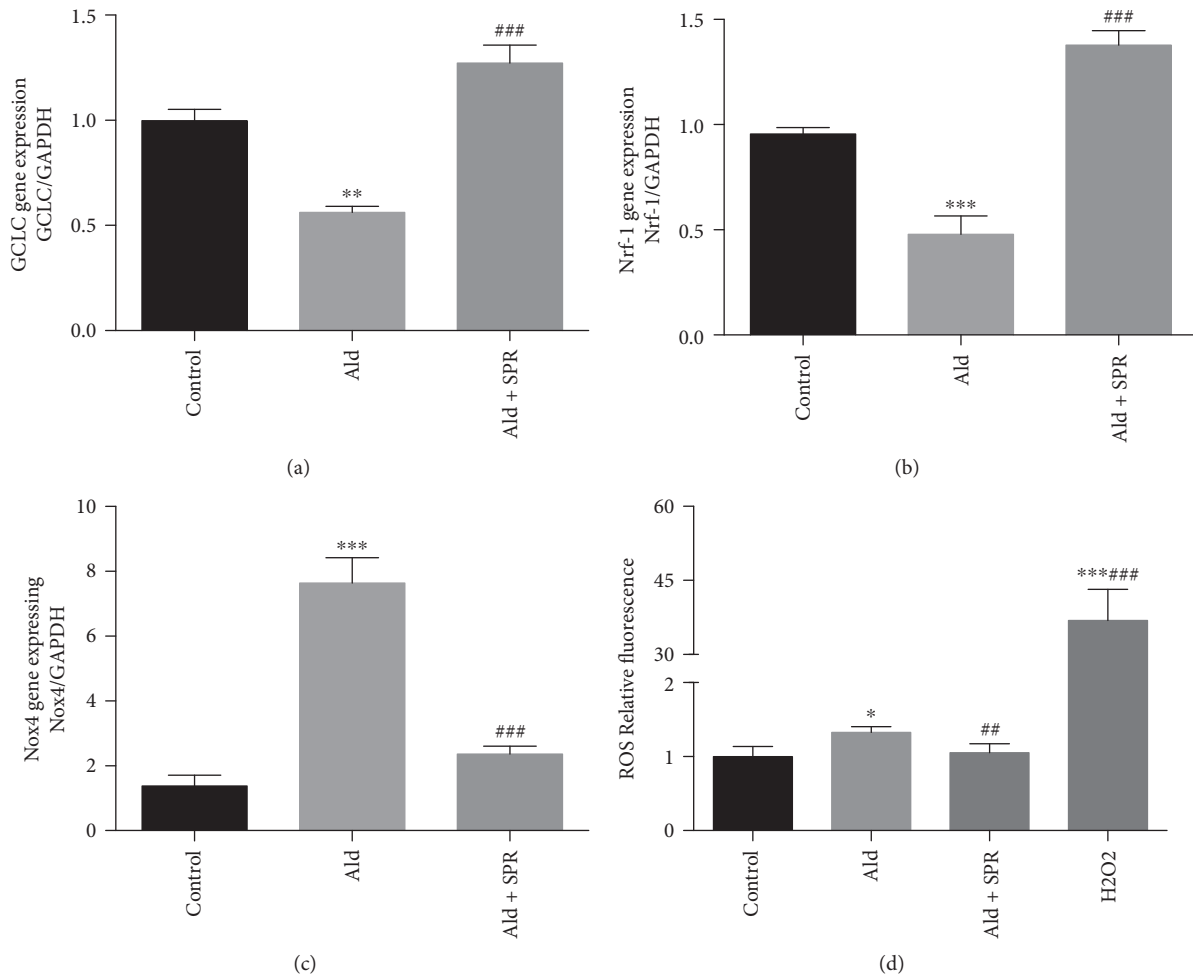 GCLC gene expression
GCLC/GAPDH
1.5
1.0
0.5
0.0
**
###
Control
Ald
Ald + SPR
(a)
Nrf-1 gene expression
Nrf-1/GAPDH
1.5
1.0
0.5
0.0
***
###
Control
Ald
Ald + SPR
(b)
Nox4 gene expressing
Nox4/GAPDH
10
8
6
4
2
0
***
###
Control
Ald
Ald + SPR
(c)
ROS Relative fluorescence
60
45
30
2
1
0
*
##
***###
Control
Ald
Ald + SPR
H2O2
(d)